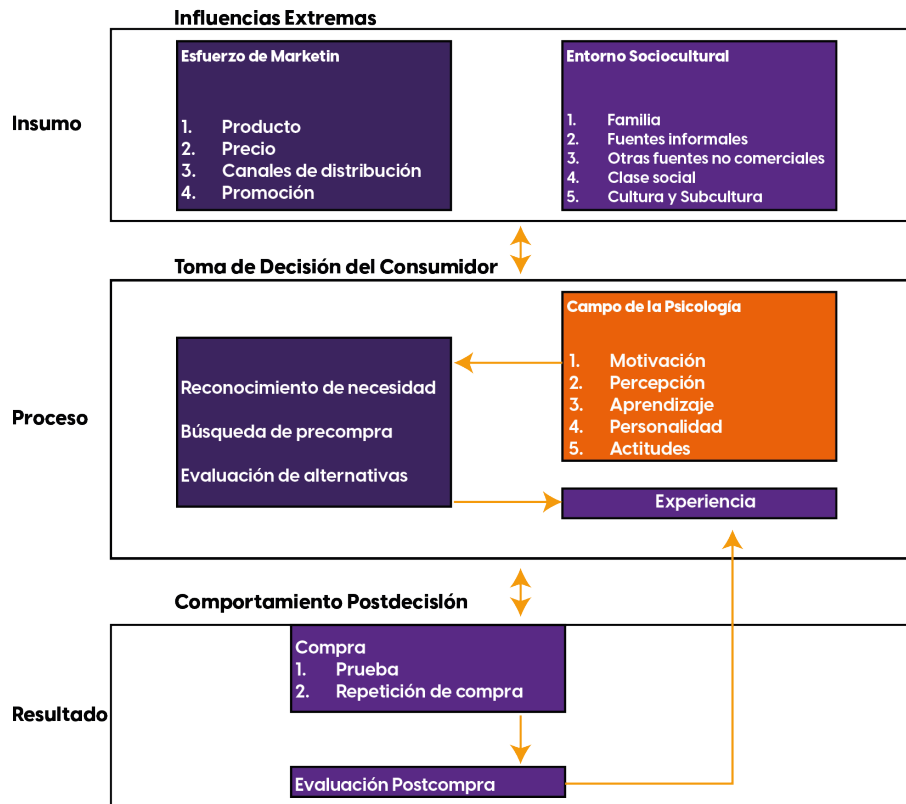 Influencias Extremas
Insumo
Esfuerzo de Marketin
1. Producto
2. Precio
3. Canales de distribución
4. Promoción
Entorno Sociocultural
1. Familia
2. Fuentes informales
3. Otras fuentes no comerciales
4. Clase social
5. Cultura y Subcultura
Toma de Decisión del Consumidor
Proceso
Reconocimiento de necesidad
Búsqueda de precompra
Evaluación de alternativas
Campo de la Psicología
1. Motivación
2. Percepción
3. Aprendizaje
4. Personalidad
5. Actitudes
Experiencia
Comportamiento Postdecislón
Resultado
Compra
1. Prueba
2. Repetición de compra
Evaluación Postcompra